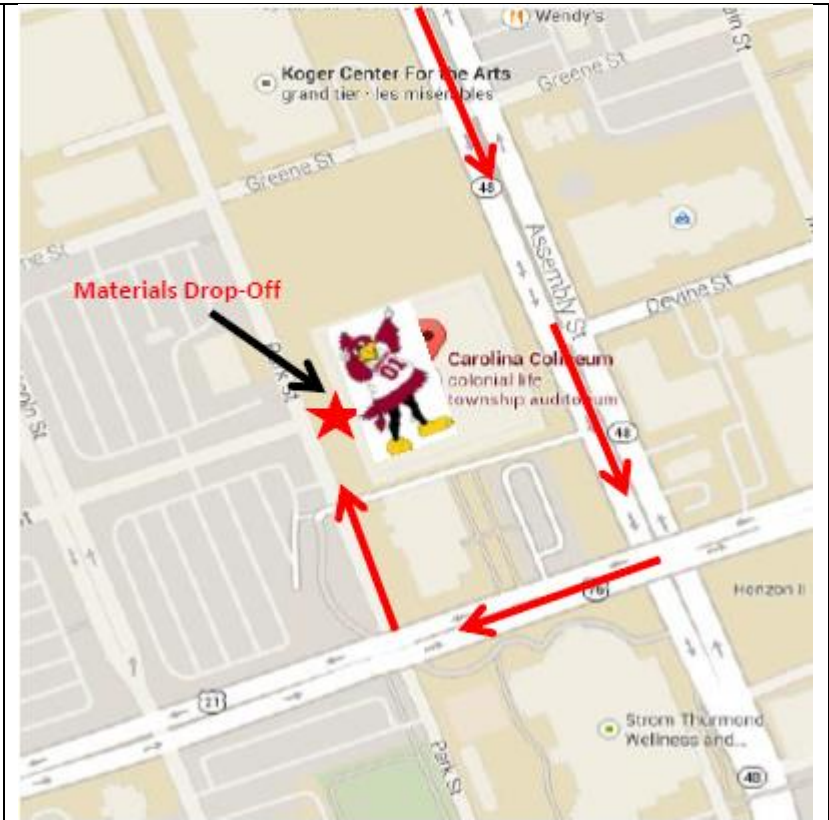 Wendy's
Koger Center For the Arts
grand tier · les misérables
Greene St
Greene St
48
Assembly St
Devine St
Materials Drop-Off
Park St
01
Carolina Coliseum
colonial life
township auditorium
48
76
21
Strom Thurmond
Wellness and...
Park St
48